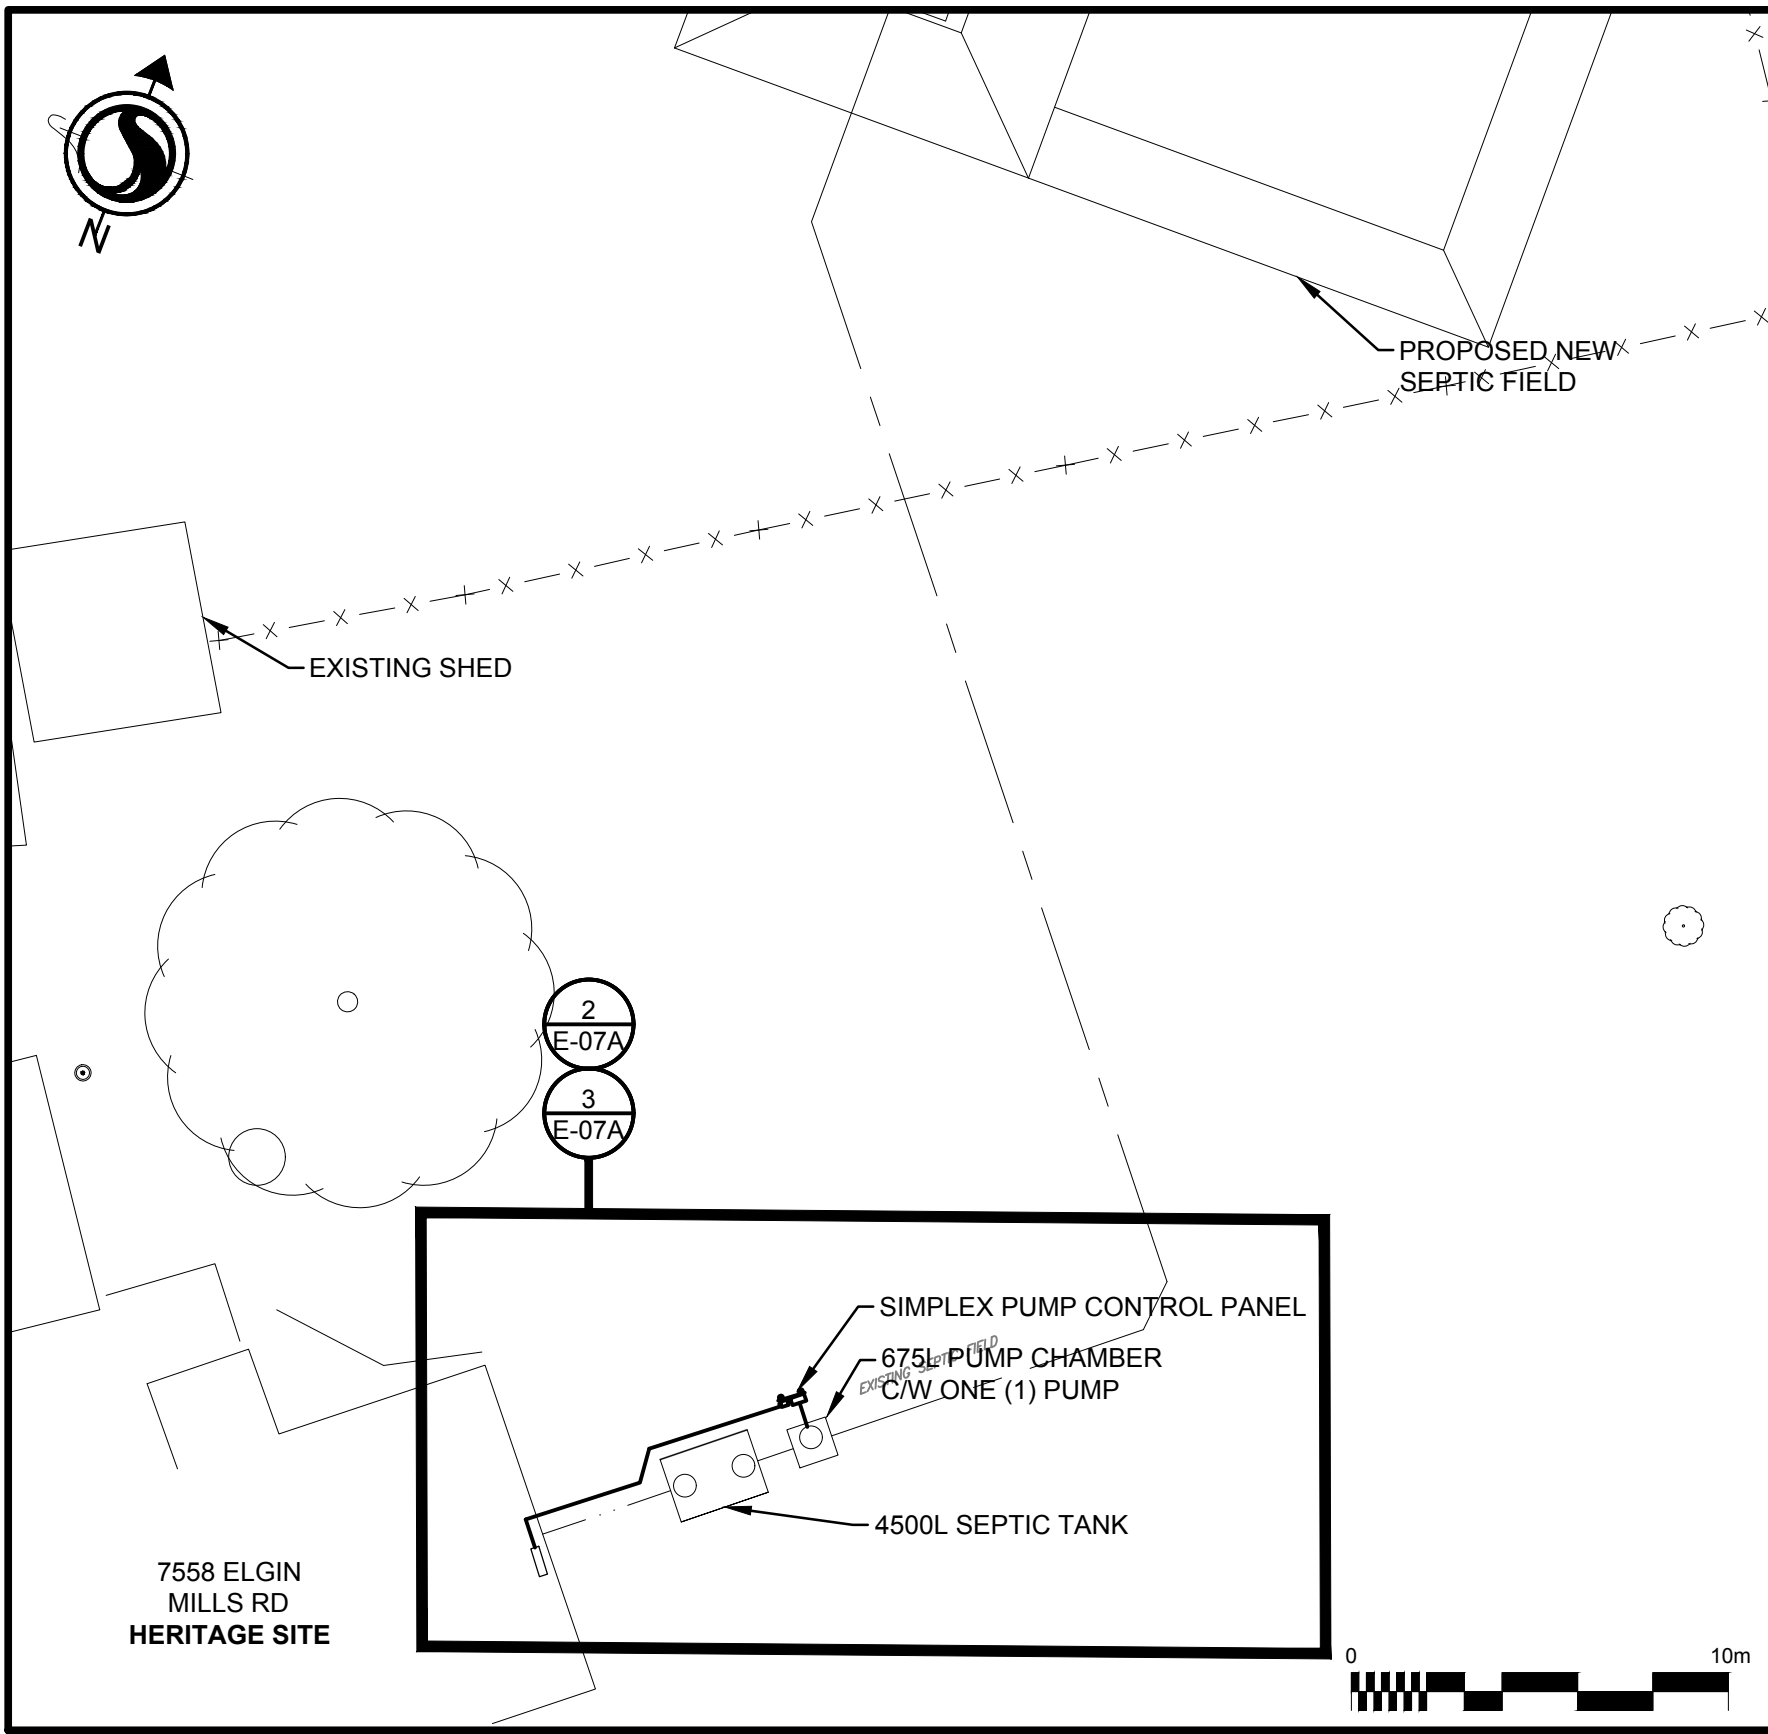 N
PROPOSED NEW
SEPTIC FIELD
EXISTING SHED
2
E-07A
3
E-07A
SIMPLEX PUMP CONTROL PANEL
EXISTING SEPTIC FIELD
675L PUMP CHAMBER
C/W ONE (1) PUMP
4500L SEPTIC TANK
7558 ELGIN
MILLS RD
HERITAGE SITE
0 10m